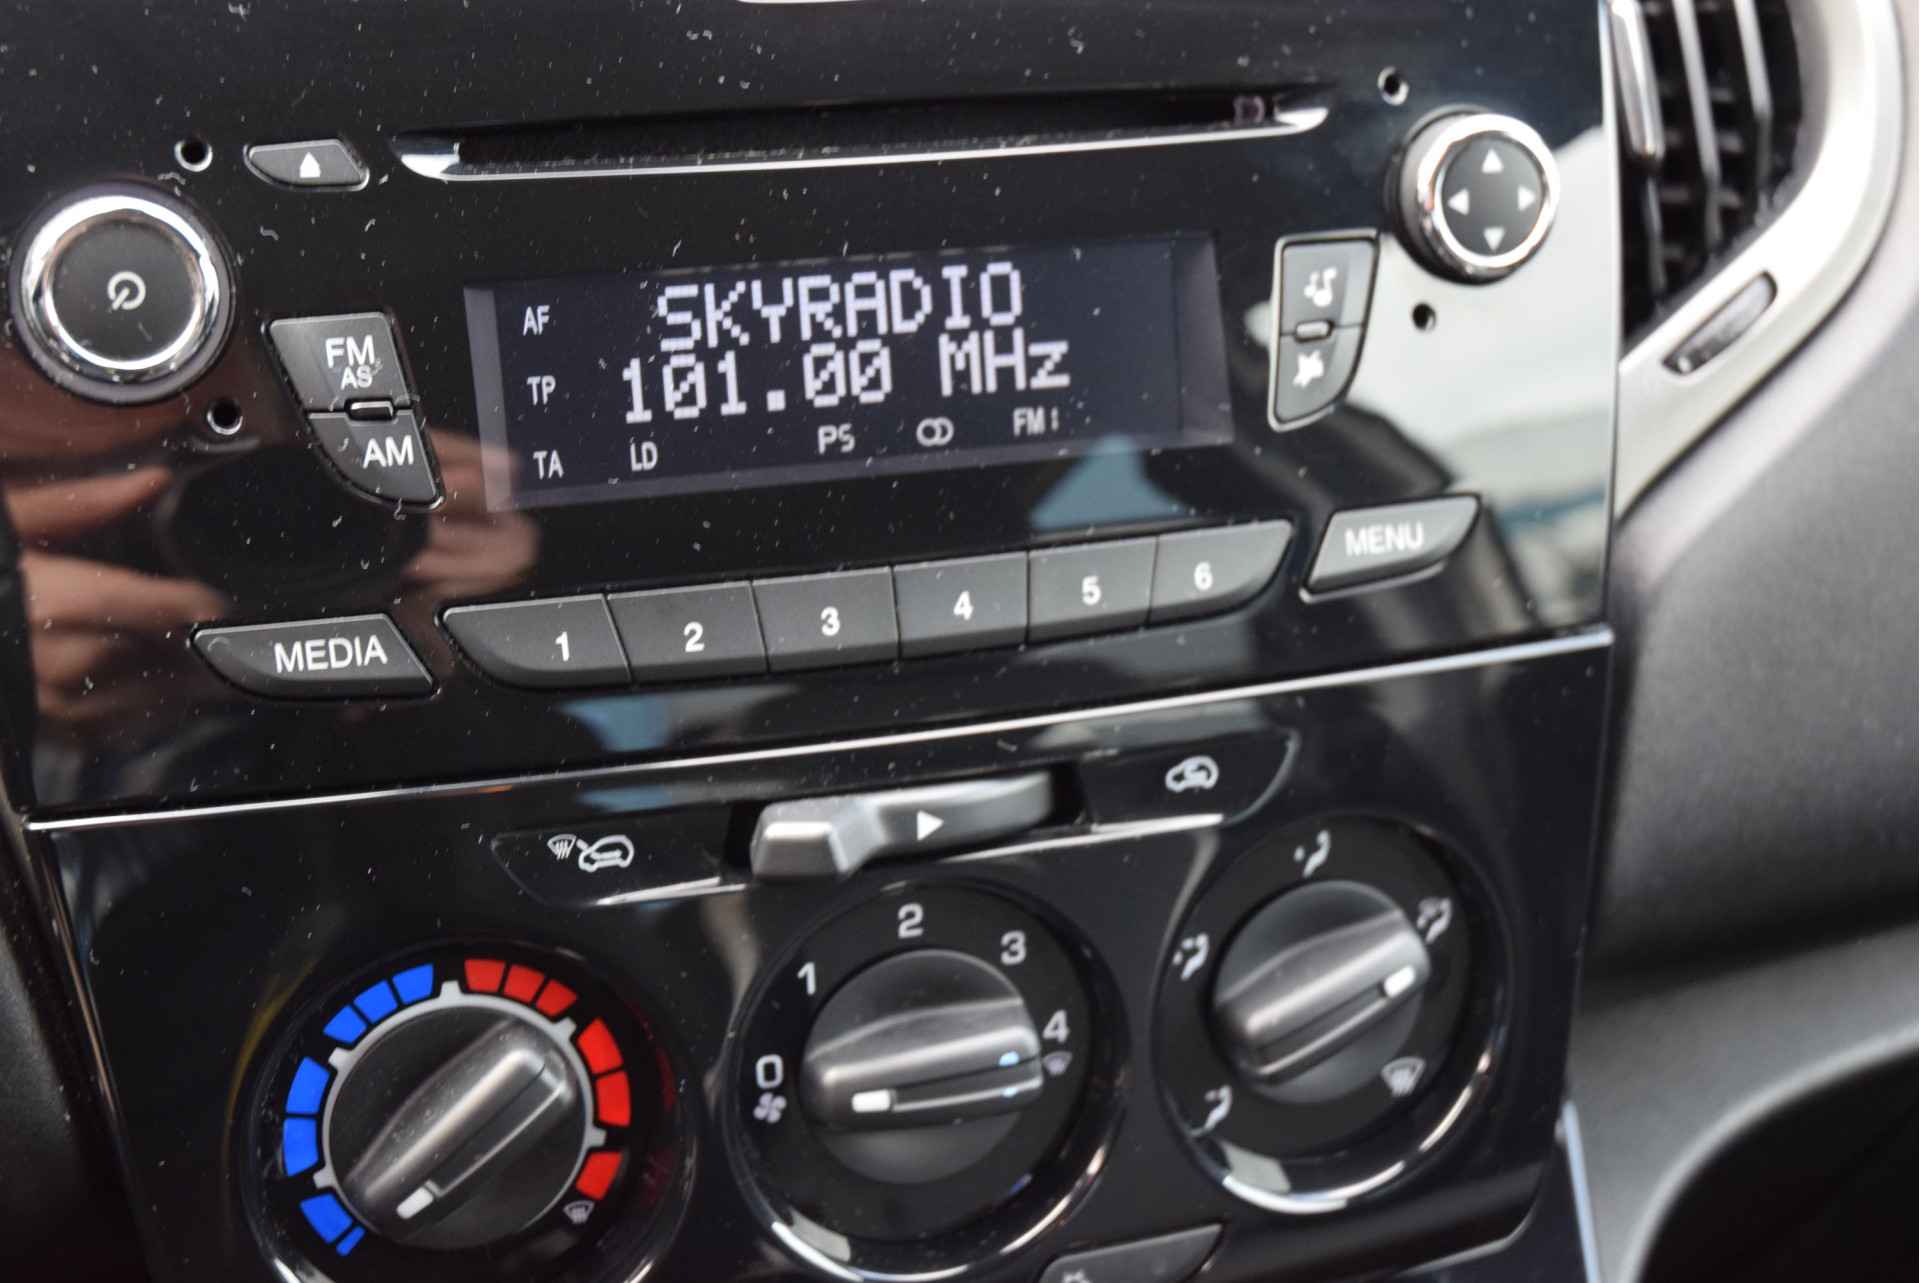 FM
AS
AM
AF
SKYRADIO
TP
101.00 MHz
TA
LD
PS
FM
MEDIA
1 2 3 4 5 6
MENU
0 1 2 3 4